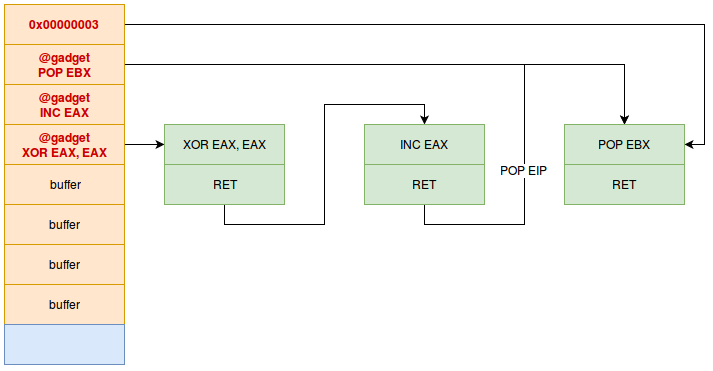 0x00000003
@gadget
POP EBX
@gadget
INC EAX
@gadget
XOR EAX, EAX
buffer
buffer
buffer
buffer
XOR EAX, EAX
RET
INC EAX
RET
POP EIP
POP EBX
RET